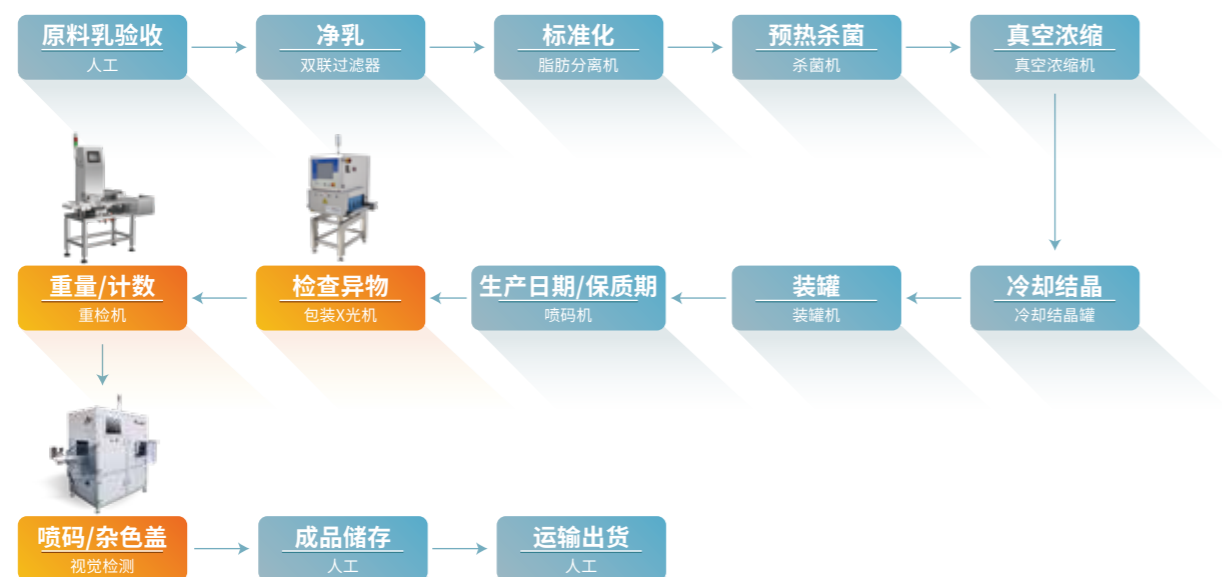 原料乳验收
人工
净乳
双联过滤器
标准化
脂肪分离机
预热杀菌
杀菌机
真空浓缩
真空浓缩机
冷却结晶
冷却结晶罐
装罐
装罐机
生产日期/保质期
喷码机
检查异物
包装X光机
重量/计数
重检机
喷码/杂色盖
视觉检测
成品储存
人工
运输出货
人工